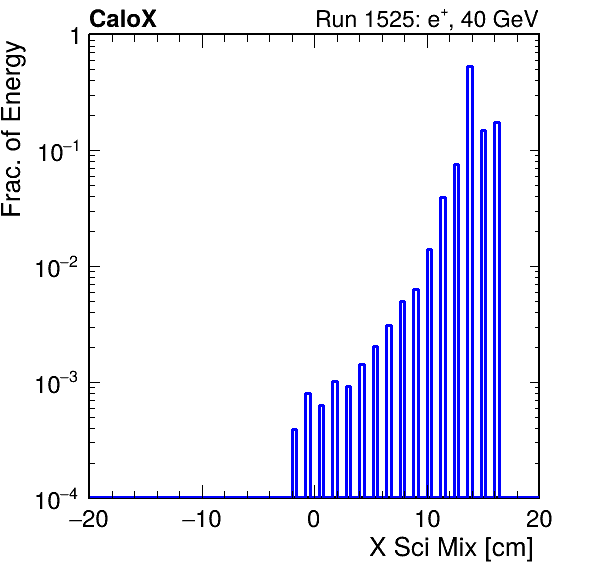 CaloX
Run 1525: e⁺, 40 GeV
Frac. of Energy
1
10⁻¹
10⁻²
10⁻³
10⁻⁴
−20
−10
0
10
20
X Sci Mix [cm]